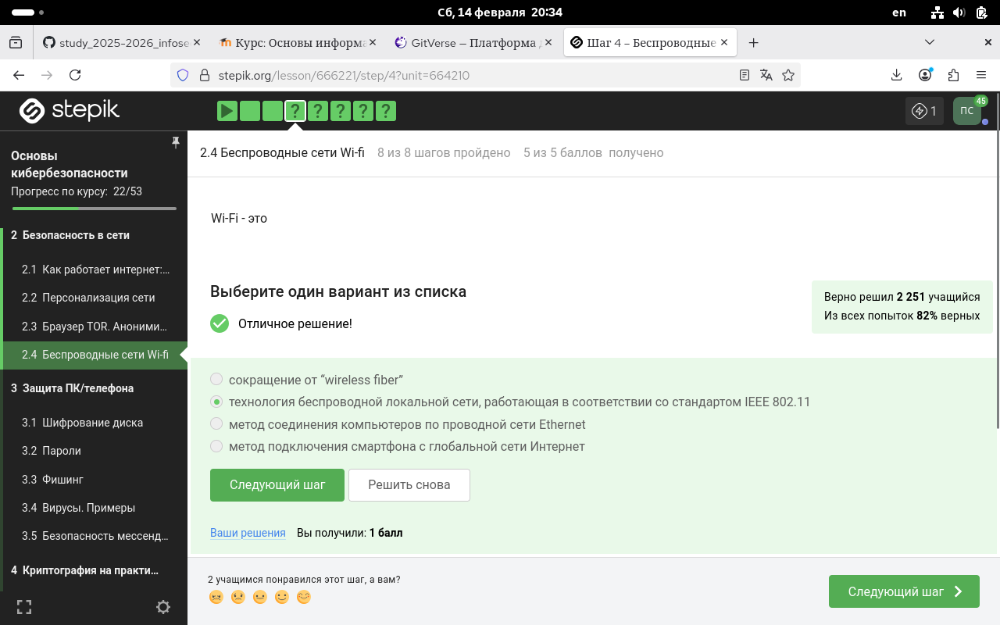 Сб, 14 февраля 20:34
en
study_2025-2026_infose
Курс: Основы информа
GitVerse — Платформа д
Шаг 4 – Беспроводные
stepik.org/lesson/666221/step/4?unit=664210
stepik
? ? ? ? ?
1
ПС
45
Основы
кибербезопасности
Прогресс по курсу: 22/53
2 Безопасность в сети
2.1 Как работает интернет:...
2.2 Персонализация сети
2.3 Браузер TOR. Анонími...
2.4 Беспроводные сети Wi-fi
3 Защита ПК/телефона
3.1 Шифрование диска
3.2 Пароли
3.3 Фишинг
3.4 Вирусы. Примеры
3.5 Безопасность мессенд...
4 Криптография на практи...
2.4 Беспроводные сети Wi-fi 8 из 8 шагов пройдено 5 из 5 баллов получено
Wi-Fi - это
Выберите один вариант из списка
Отличное решение!
Верно решил 2 251 учащийся
Из всех попыток 82% верных
сокращение от “wireless fiber”
технология беспроводной локальной сети, работающая в соответствии со стандартом IEEE 802.11
метод соединения компьютеров по проводной сети Ethernet
метод подключения смартфона с глобальной сети Интернет
Следующий шаг
Решить снова
Ваши решения Вы получили: 1 балл
2 учащимся понравился этот шаг, а вам?
Следующий шаг